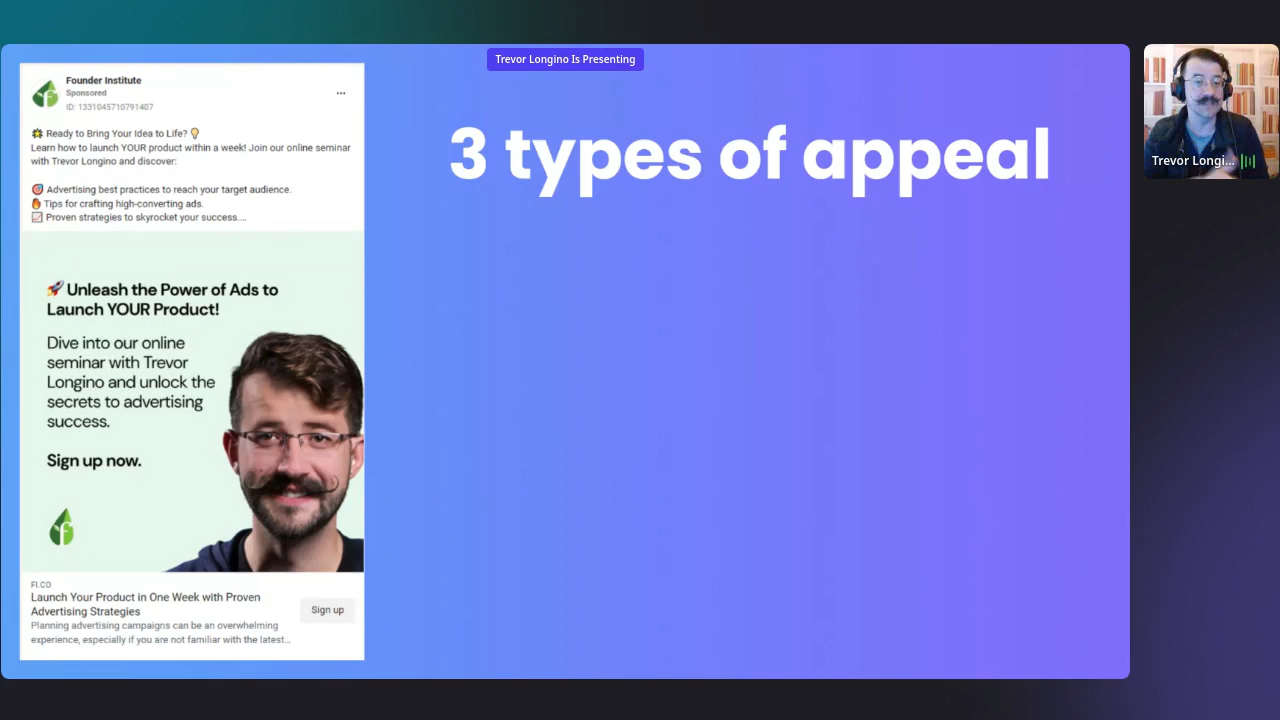 Trevor Longino Is Presenting
Founder Institute
Sponsored
ID: 1331045710791407
...
Ready to Bring Your Idea to Life?
Learn how to launch YOUR product within a week! Join our online seminar
with Trevor Longino and discover:
Advertising best practices to reach your target audience.
Tips for crafting high-converting ads.
Proven strategies to skyrocket your success....
Unleash the Power of Ads to
Launch YOUR Product!
Dive into our online
seminar with Trevor
Longino and unlock the
secrets to advertising
success.
Sign up now.
f
FI.CO
Launch Your Product in One Week with Proven
Advertising Strategies
Planning advertising campaigns can be an overwhelming
experience, especially if you are not familiar with the latest...
Sign up
3 types of appeal
Trevor Longi...